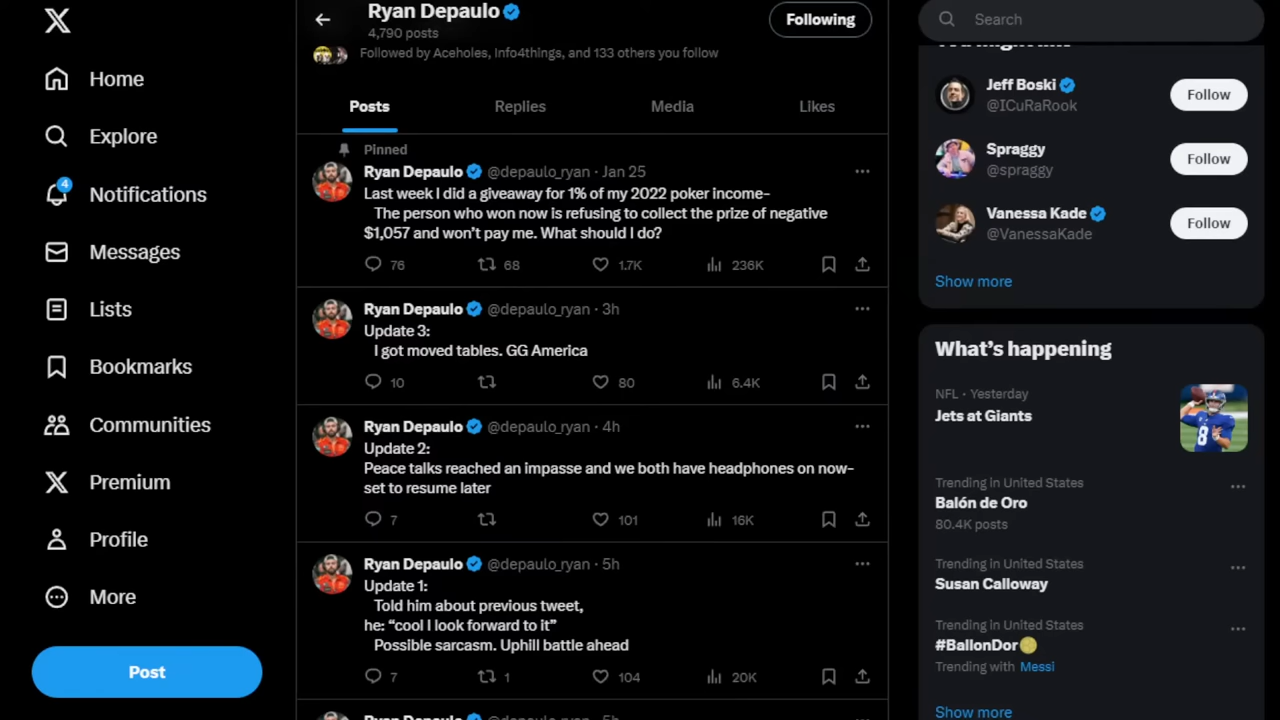 Home
Explore
4
Notifications
Messages
Lists
Bookmarks
Communities
Premium
Profile
More
Post
Ryan Depaulo
4,790 posts
Following
Followed by Aceholes, Info4things, and 133 others you follow
Posts Replies Media Likes
Pinned
Ryan Depaulo @depaulo_ryan · Jan 25
Last week I did a giveaway for 1% of my 2022 poker income-
The person who won now is refusing to collect the prize of negative
$1,057 and won't pay me. What should I do?
76 68 1.7K 236K
Ryan Depaulo @depaulo_ryan · 3h
Update 3:
I got moved tables. GG America
10 80 6.4K
Ryan Depaulo @depaulo_ryan · 4h
Update 2:
Peace talks reached an impasse and we both have headphones on now-
set to resume later
7 101 16K
Ryan Depaulo @depaulo_ryan · 5h
Update 1:
Told him about previous tweet,
he: “cool I look forward to it”
Possible sarcasm. Uphill battle ahead
7 1 104 20K
Ryan Depaulo @depaulo_ryan · 5h
Search
Jeff Boski
@ICuRaRook
Follow
Spraggy
@spraggy
Follow
Vanessa Kade
@VanessaKade
Follow
Show more
What's happening
NFL · Yesterday
Jets at Giants
Trending in United States
Balón de Oro
80.4K posts
Trending in United States
Susan Calloway
Trending in United States
#BallonDor
Trending with Messi
Show more